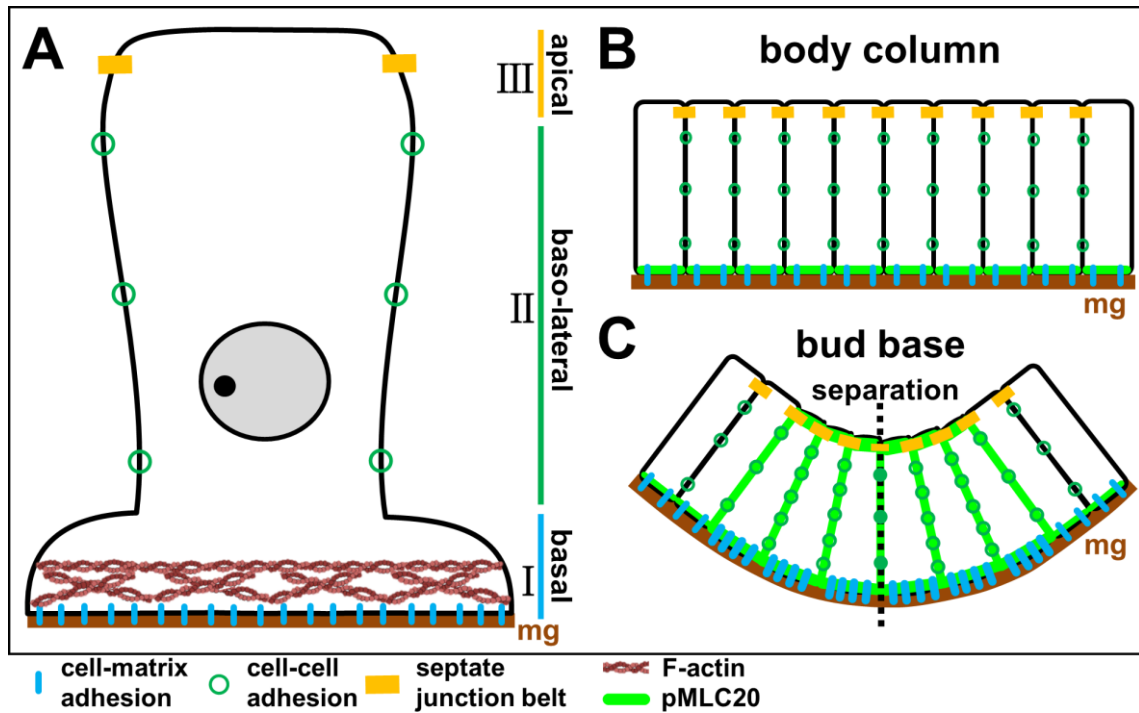 A
III
apical
II
baso-lateral
I
basal
mg
B
body column
mg
C
bud base
separation
mg
cell-matrix
adhesion
cell-cell
adhesion
septate
junction belt
F-actin
pMLC20